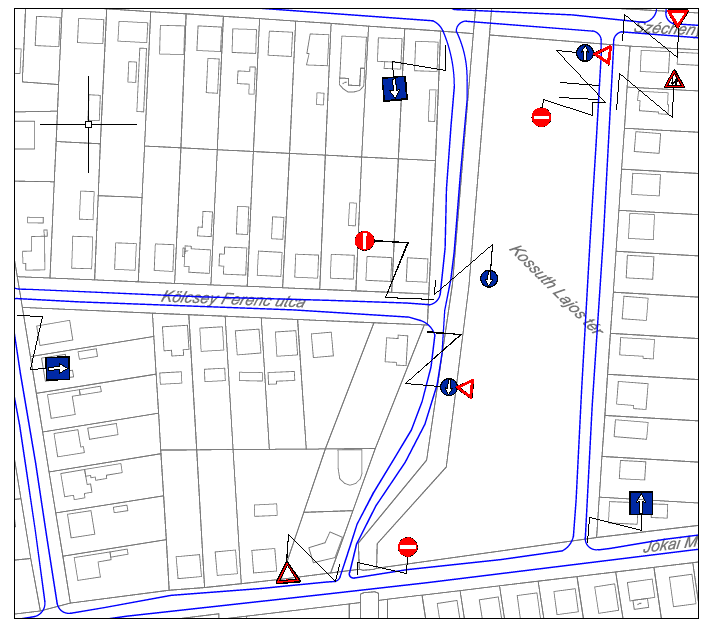 Széchen
Kossuth Lajos tér
Kölcsey Ferenc utca
Jókai M